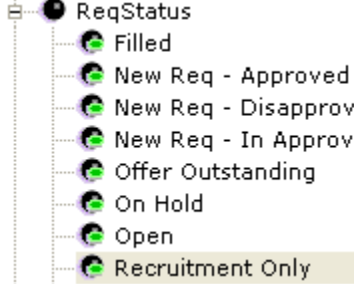 ReqStatus
Filled
New Req - Approved
New Req - Disapprov
New Req - In Approv
Offer Outstanding
On Hold
Open
Recruitment Only